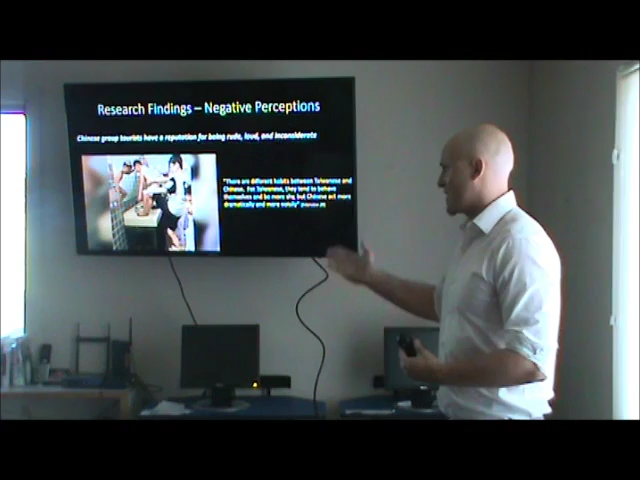 Research Findings – Negative Perceptions
Chinese group tourists have a reputation for being rude, loud, and inconsiderate
"There are different habits between Taiwanese and
Chinese. For Taiwanese, they tend to behave
themselves and be more shy, but Chinese act more
dramatically and more noisily"